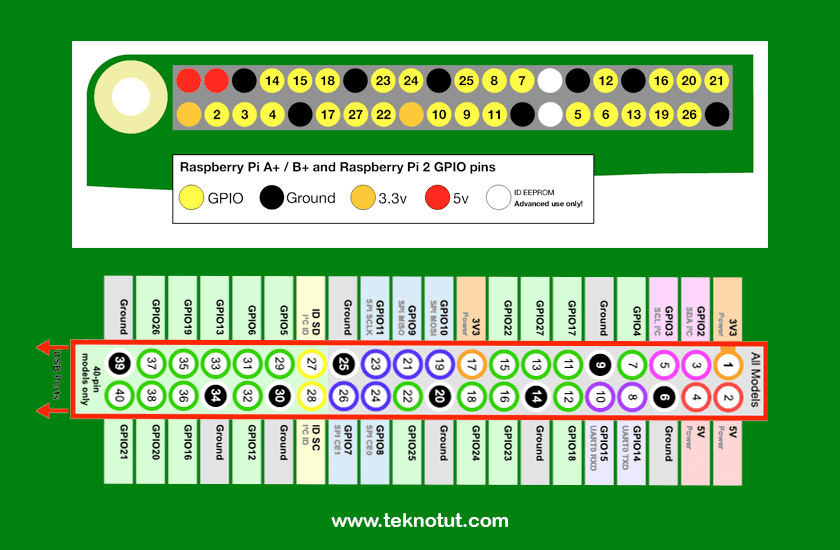 14 15 18 23 24 25 8 7 12 16 20 21
2 3 4 17 27 22 10 9 11 5 6 13 19 26
Raspberry Pi A+ / B+ and Raspberry Pi 2 GPIO pins
GPIO Ground 3.3v 5v ID EEPROM
Advanced use only!
Ground GPIO26 GPIO19 GPIO13 GPIO6 GPIO5 ID SD Ground GPIO11 GPIO9 GPIO10 3V3 GPIO22 GPIO27 GPIO17 Ground GPIO4 GPIO3 GPIO2 3V3
I²C ID SPI SCLK SPI MISO SPI MOSI Power SCL I²C SDA I²C Power
USB Ports
40-pin
models only
39 37 35 33 31 29 27 25 23 21 19 17 15 13 11 9 7 5 3 1
40 38 36 34 32 30 28 26 24 22 20 18 16 14 12 10 8 6 4 2
All Models
GPIO21 GPIO20 GPIO16 Ground GPIO12 Ground ID SC GPIO7 GPIO8 GPIO25 Ground GPIO24 GPIO23 Ground GPIO18 GPIO15 GPIO14 Ground 5V 5V
I²C ID SPI CE1 SPI CE0 UART0 RXD UART0 TXD Power Power
www.teknotut.com